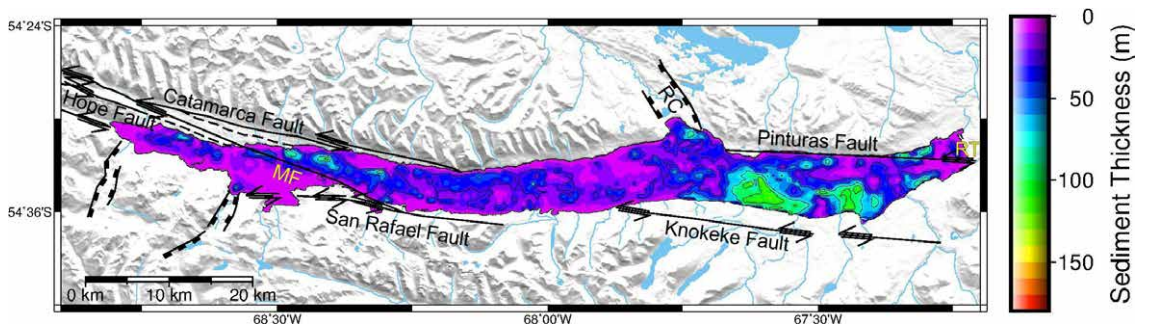 54°24'S
54°36'S
Hope Fault
Catamarca Fault
MF
San Rafael Fault
RC
Pinturas Fault
RT
Knokeke Fault
0 km 10 km 20 km
68°30'W 68°00'W 67°30'W
0
50
100
150
Sediment Thickness (m)